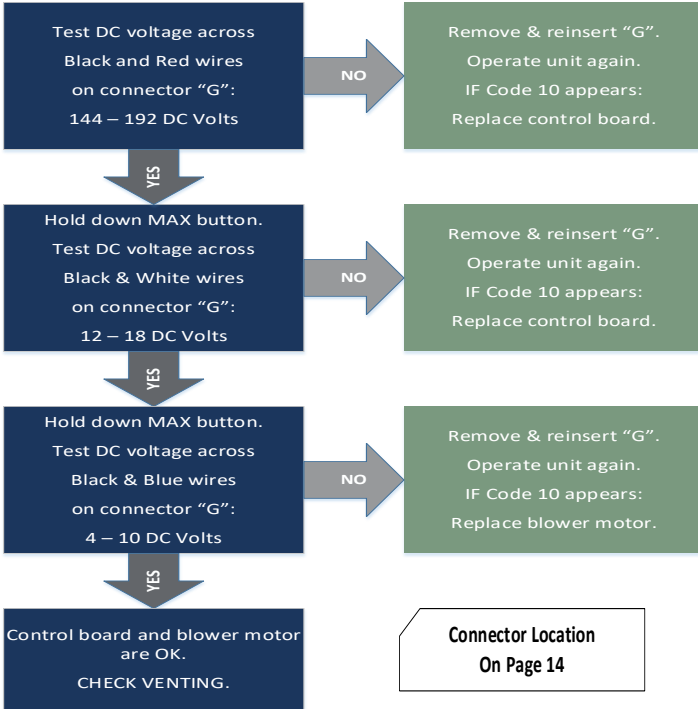 Test DC voltage across
Black and Red wires
on connector “G”:
144 – 192 DC Volts
NO
Remove & reinsert “G”.
Operate unit again.
IF Code 10 appears:
Replace control board.
YES
Hold down MAX button.
Test DC voltage across
Black & White wires
on connector “G”:
12 – 18 DC Volts
NO
Remove & reinsert “G”.
Operate unit again.
IF Code 10 appears:
Replace control board.
YES
Hold down MAX button.
Test DC voltage across
Black & Blue wires
on connector “G”:
4 – 10 DC Volts
NO
Remove & reinsert “G”.
Operate unit again.
IF Code 10 appears:
Replace blower motor.
YES
Control board and blower motor
are OK.
CHECK VENTING.
Connector Location
On Page 14